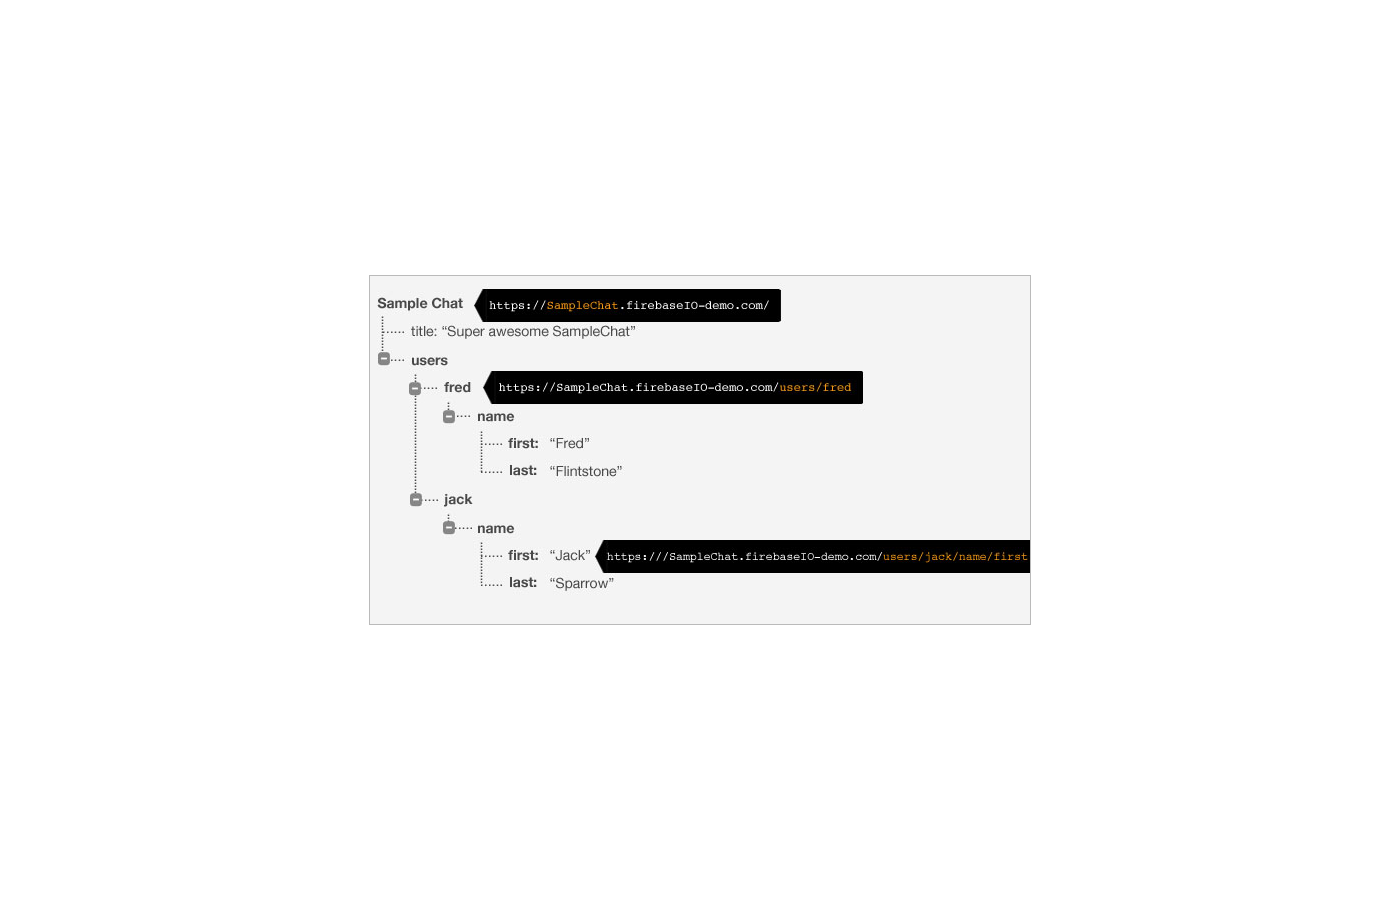 Sample Chat https://SampleChat.firebaseIO-demo.com/
title: “Super awesome SampleChat”
users
fred https://SampleChat.firebaseIO-demo.com/users/fred
name
first: “Fred”
last: “Flintstone”
jack
name
first: “Jack” https:///SampleChat.firebaseIO-demo.com/users/jack/name/first
last: “Sparrow”